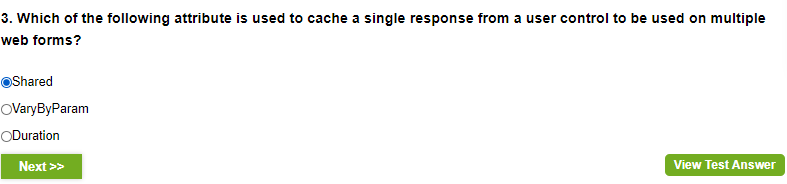 3. Which of the following attribute is used to cache a single response from a user control to be used on multiple
web forms?
Shared
VaryByParam
Duration
Next >>
View Test Answer